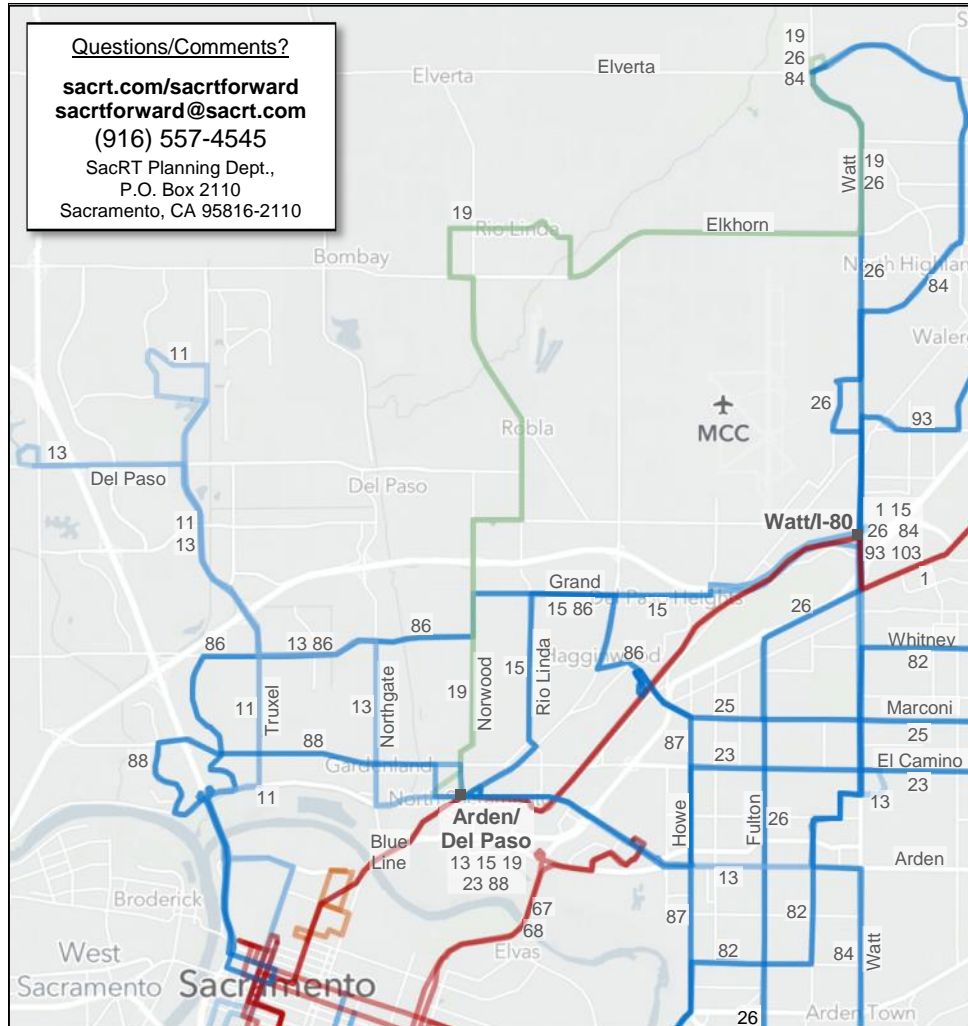 Questions/Comments?
sacrt.com/sacrtforward
sacrtforward@sacrt.com
(916) 557-4545
SacRT Planning Dept.,
P.O. Box 2110
Sacramento, CA 95816-2110
Elverta
Elverta
19
26
84
Watt
19
26
19
Rio Linda
Elkhorn
Bombay
26
84
11
26
93
MCC
Robla
13
Del Paso
Del Paso
11
13
Watt/I-80
1 15
26 84
93 103
1
Grand
15 86
Del Paso Heights
15
26
86
13 86
86
Hagginwood
86
Whitney
82
15
Rio Linda
19
Norwood
13
Northgate
11
Truxel
25
Marconi
25
88
88
87
23
El Camino
23
Gardenland
11
North Sacramento
13
Arden/
Del Paso
13 15 19
23 88
Blue
Line
Howe
Fulton
26
Arden
13
Broderick
67
68
87
82
Elvas
82
84
Watt
West
Sacramento
Sacramento
26
Arden Town